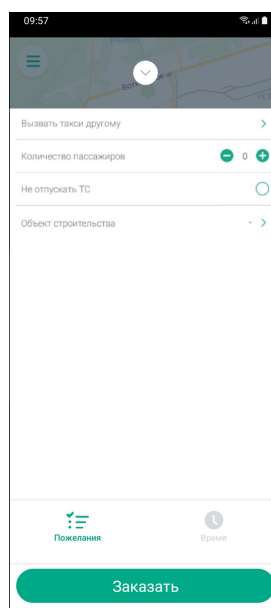 09:57
Вызвать такси другому
Количество пассажиров 0
Не отпускать ТС
Объект строительства -
Пожелания
Время
Заказать